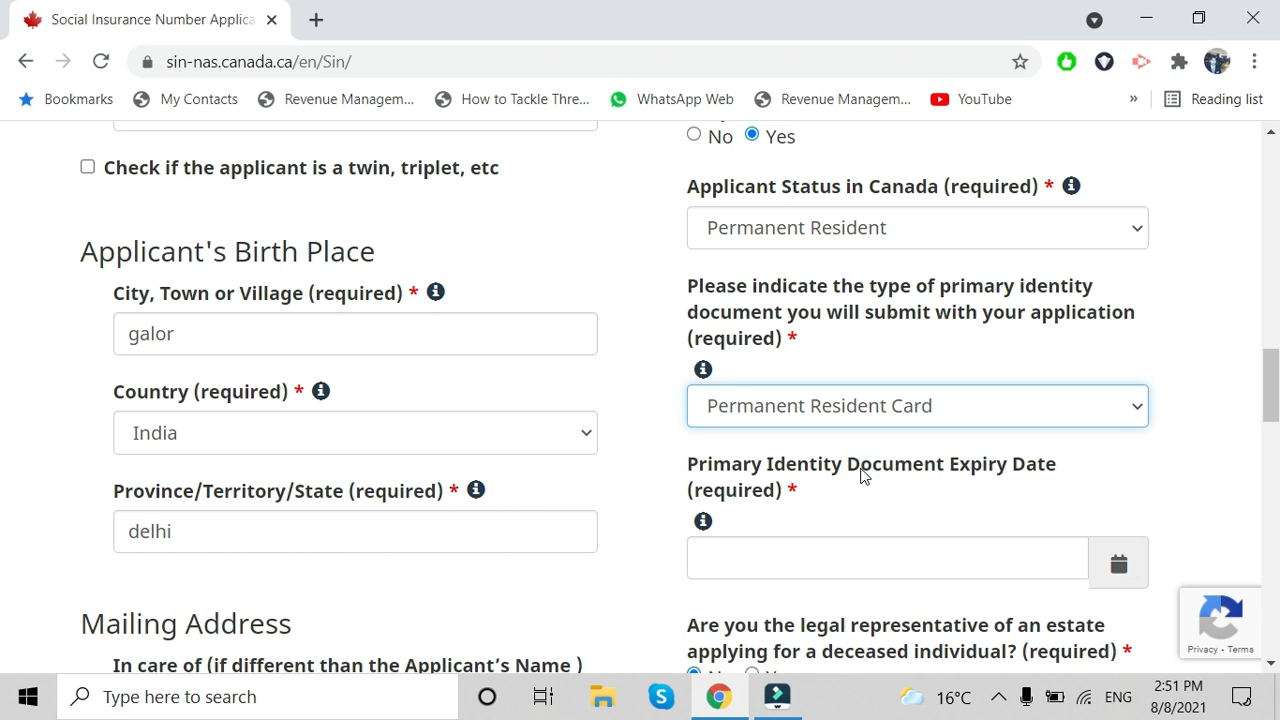 Social Insurance Number Applica
sin-nas.canada.ca/en/Sin/
Bookmarks My Contacts Revenue Managem... How to Tackle Thre... WhatsApp Web Revenue Managem... YouTube » Reading list
Check if the applicant is a twin, triplet, etc
Applicant's Birth Place
City, Town or Village (required) *
galor
Country (required) *
India
Province/Territory/State (required) *
delhi
Mailing Address
In care of (if different than the Applicant's Name )
No Yes
Applicant Status in Canada (required) *
Permanent Resident
Please indicate the type of primary identity
document you will submit with your application
(required) *
Permanent Resident Card
Primary Identity Document Expiry Date
(required) *
Are you the legal representative of an estate
applying for a deceased individual? (required) *
Privacy - Terms
Type here to search
16°C
ENG
2:51 PM
8/8/2021